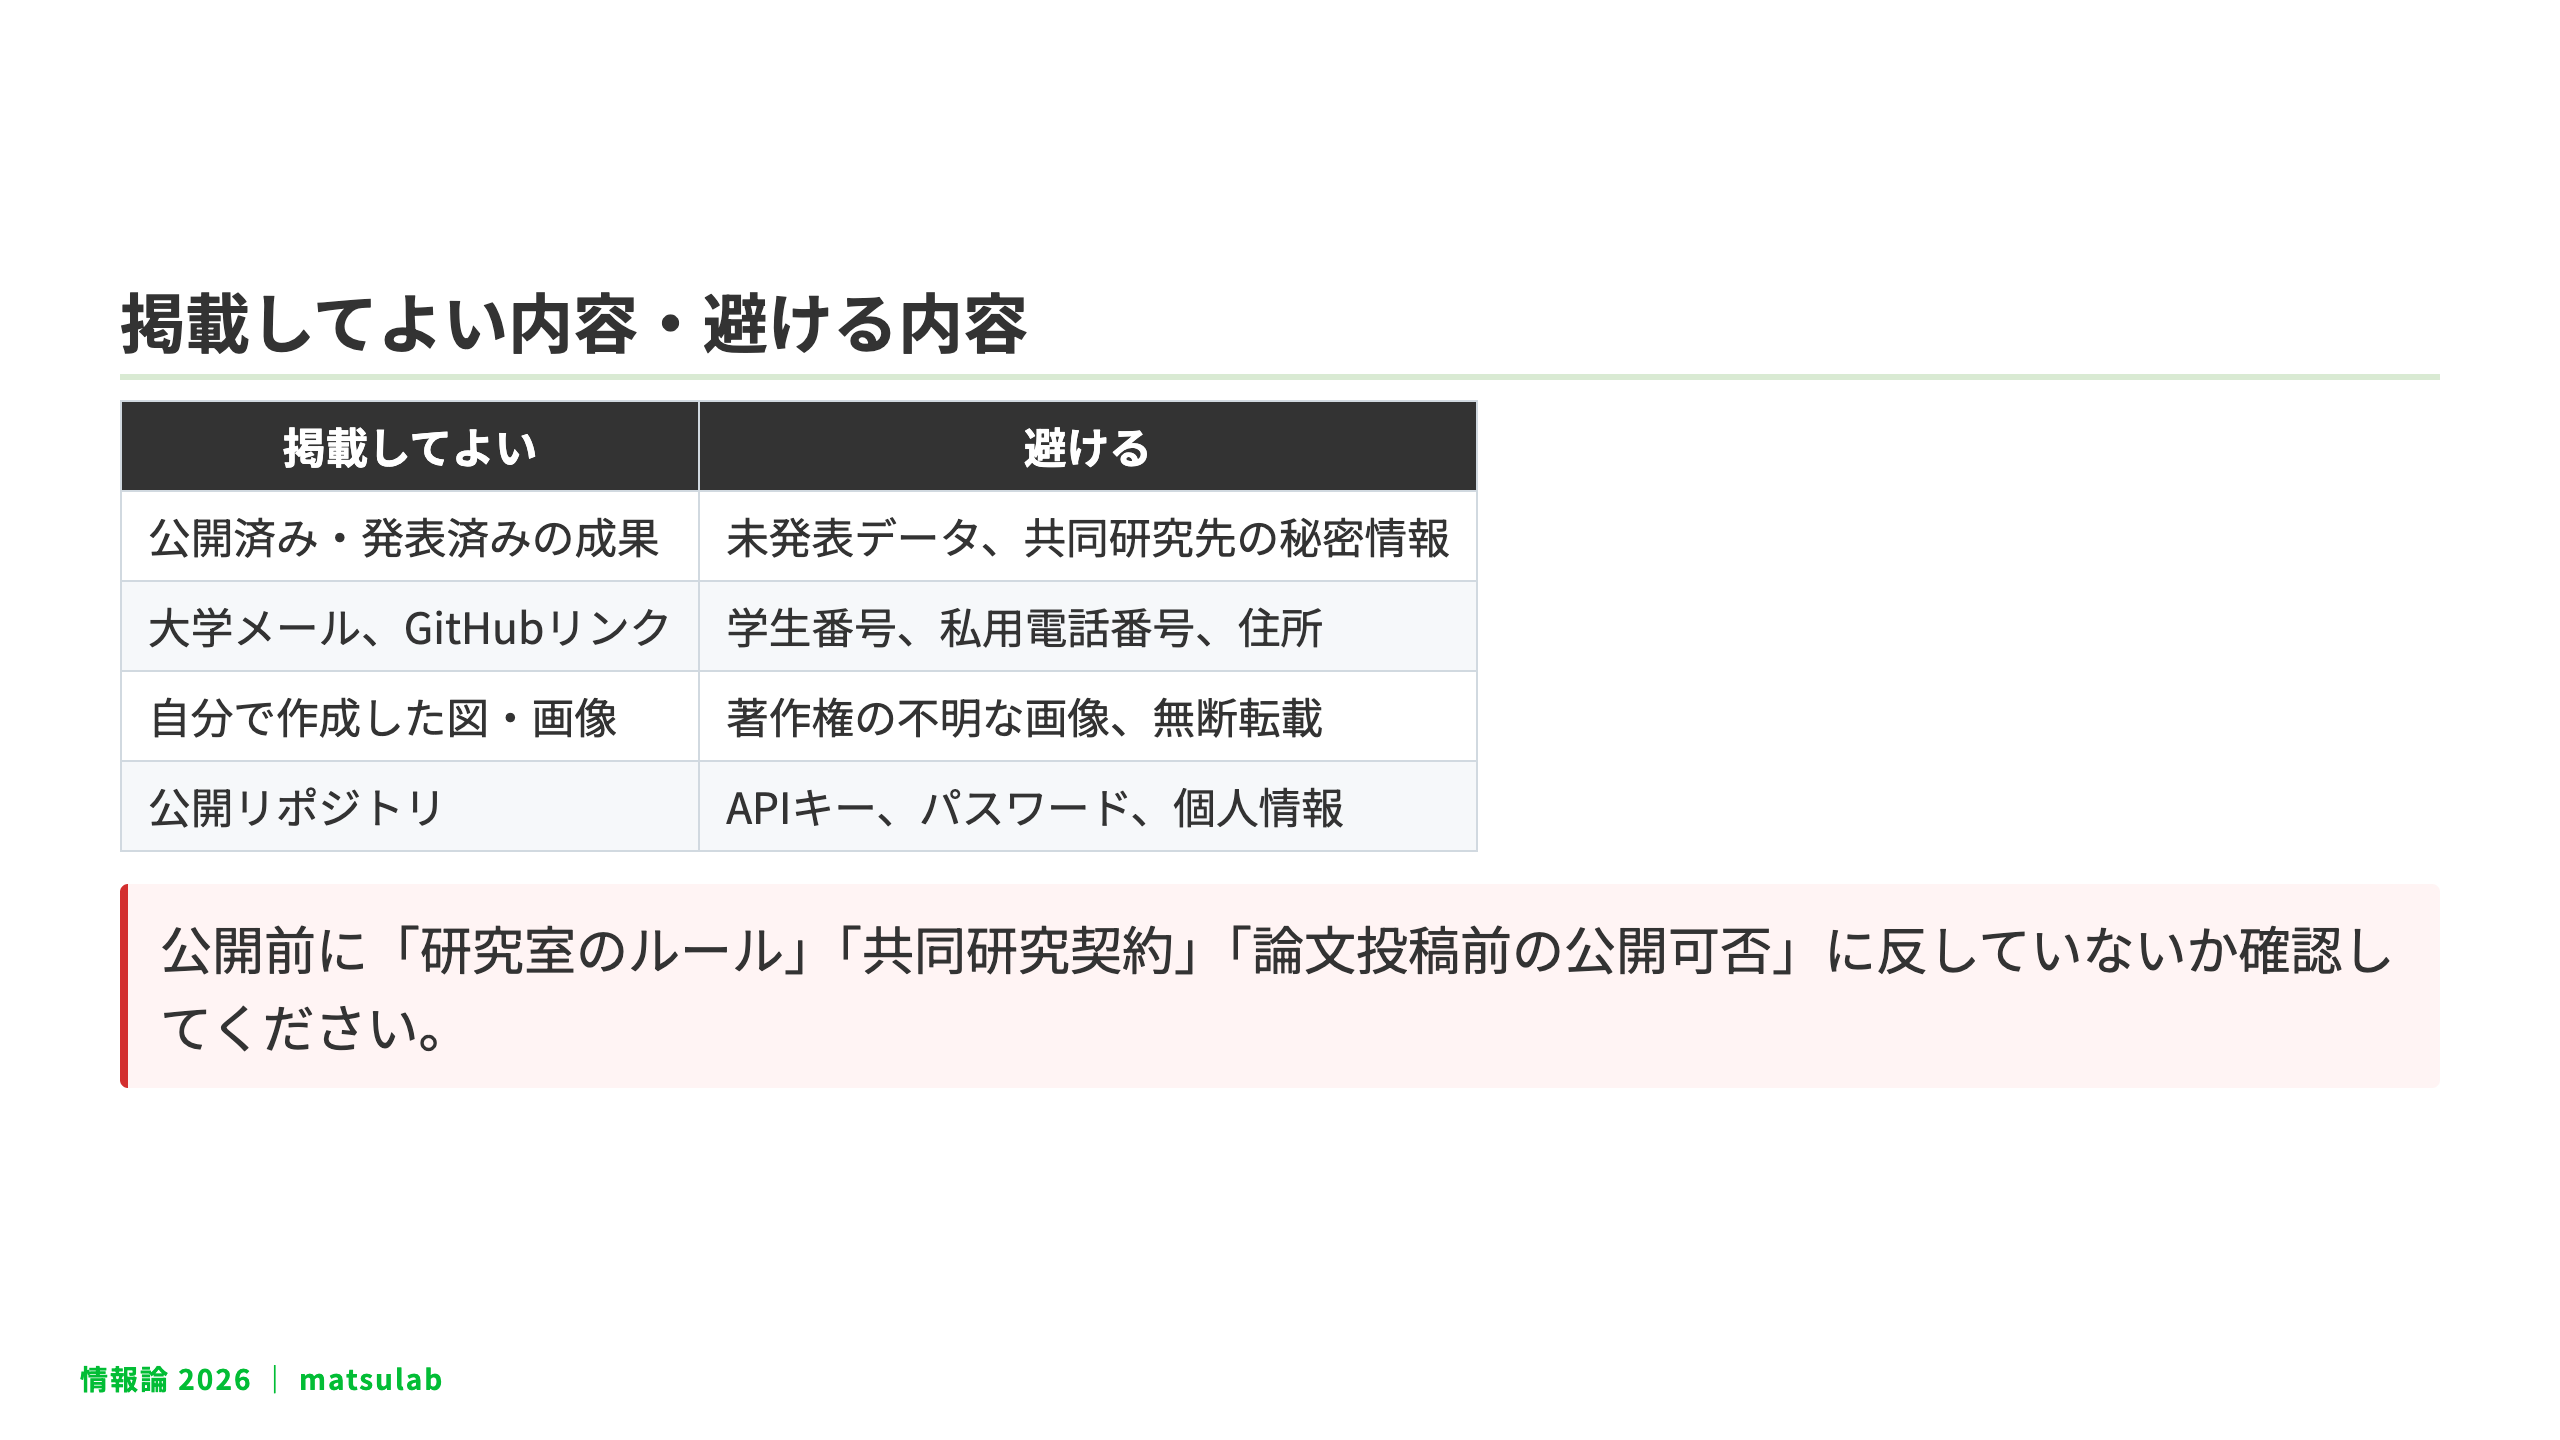 掲載してよい内容・避ける内容
掲載してよい 避ける
公開済み・発表済みの成果 未発表データ、共同研究先の秘密情報
大学メール、GitHubリンク 学生番号、私用電話番号、住所
自分で作成した図・画像 著作権の不明な画像、無断転載
公開リポジトリ APIキー、パスワード、個人情報
公開前に「研究室のルール」「共同研究契約」「論文投稿前の公開可否」に反していないか確認し
てください。
情報論 2026 ｜ matsulab